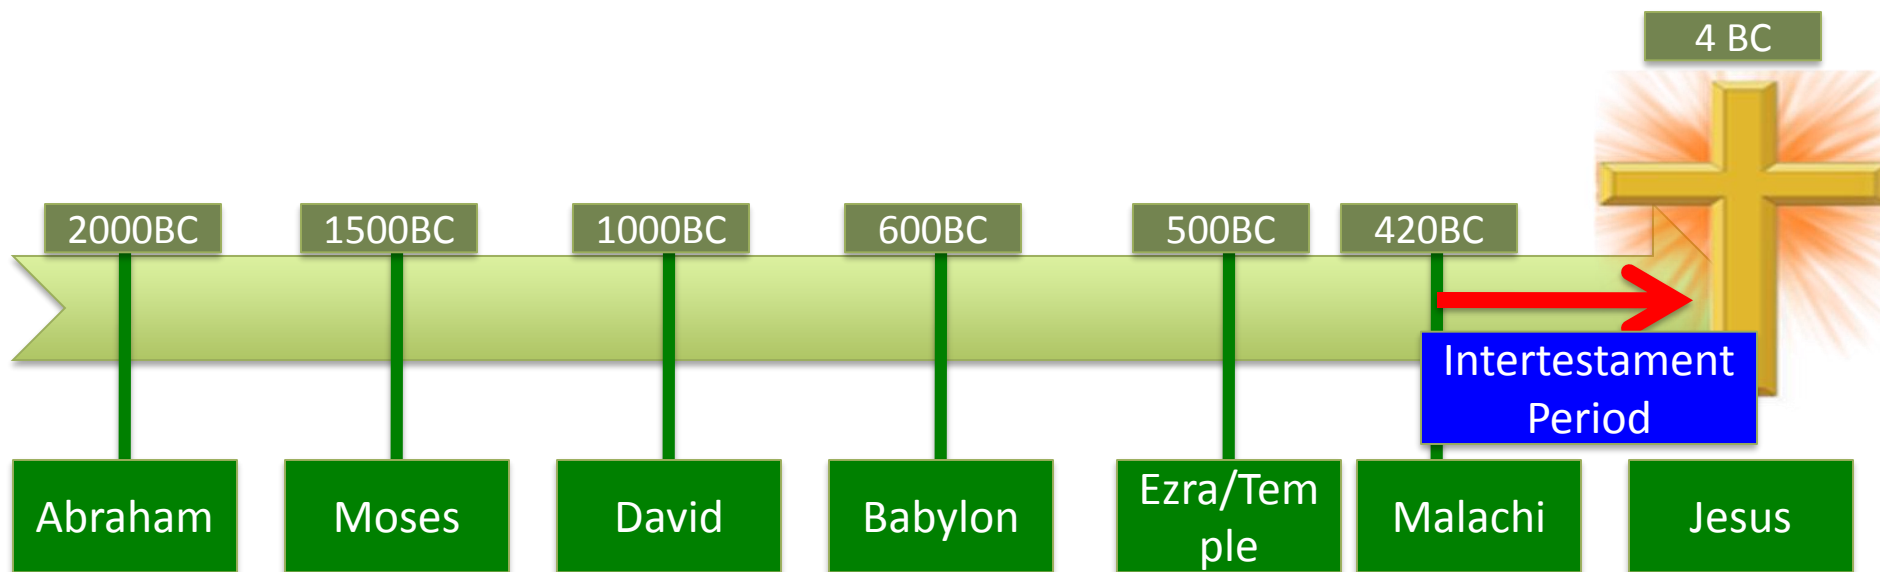 4 BC
2000BC
1500BC
1000BC
600BC
500BC
420BC
Intertestament
Period
Abraham
Moses
David
Babylon
Ezra/Tem
ple
Malachi
Jesus